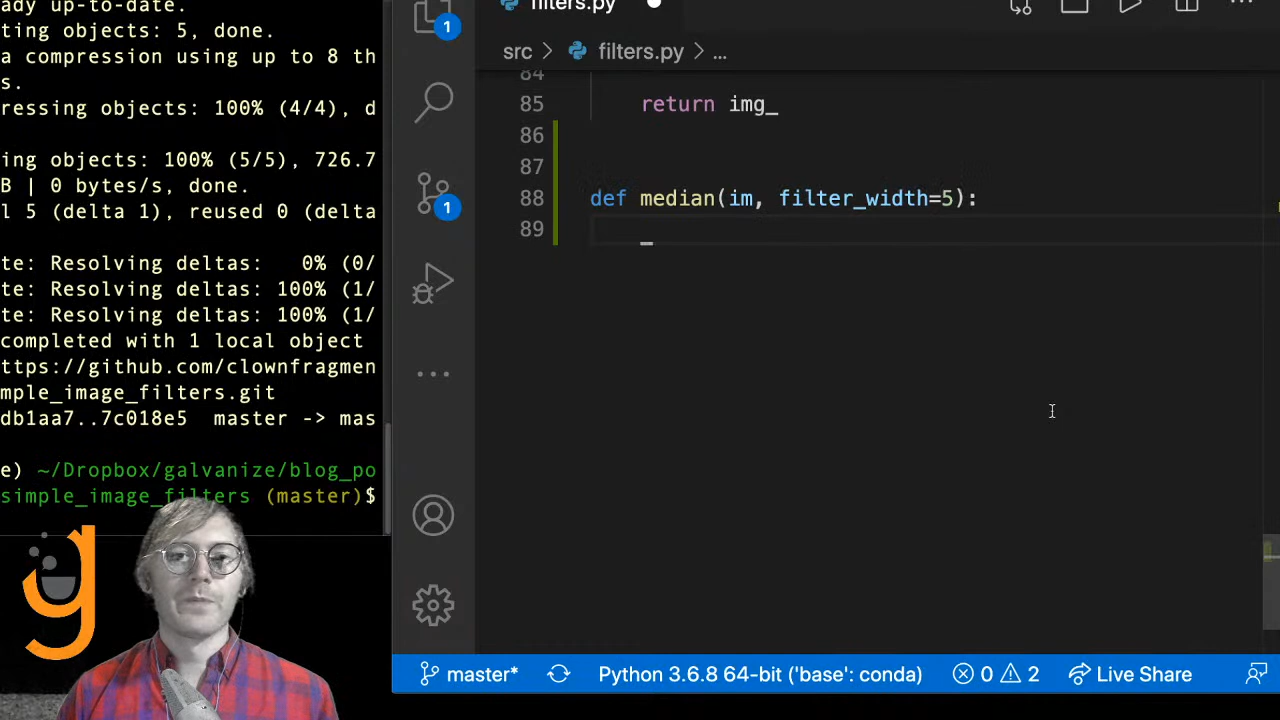 ady up-to-date.
ting objects: 5, done.
a compression using up to 8 th
s.
ressing objects: 100% (4/4), d
ing objects: 100% (5/5), 726.7
B | 0 bytes/s, done.
l 5 (delta 1), reused 0 (delta
te: Resolving deltas:   0% (0/
te: Resolving deltas: 100% (1/
te: Resolving deltas: 100% (1/
completed with 1 local object
ttps://github.com/clownfragmen
mple_image_filters.git
db1aa7..7c018e5  master -> mas
e) ~/Dropbox/galvanize/blog_po
simple_image_filters (master)$
g
filters.py
1
src > filters.py > ...
84
85 return img_
86
87
88 def median(im, filter_width=5):
89
1
master* Python 3.6.8 64-bit ('base': conda) 0 2 Live Share